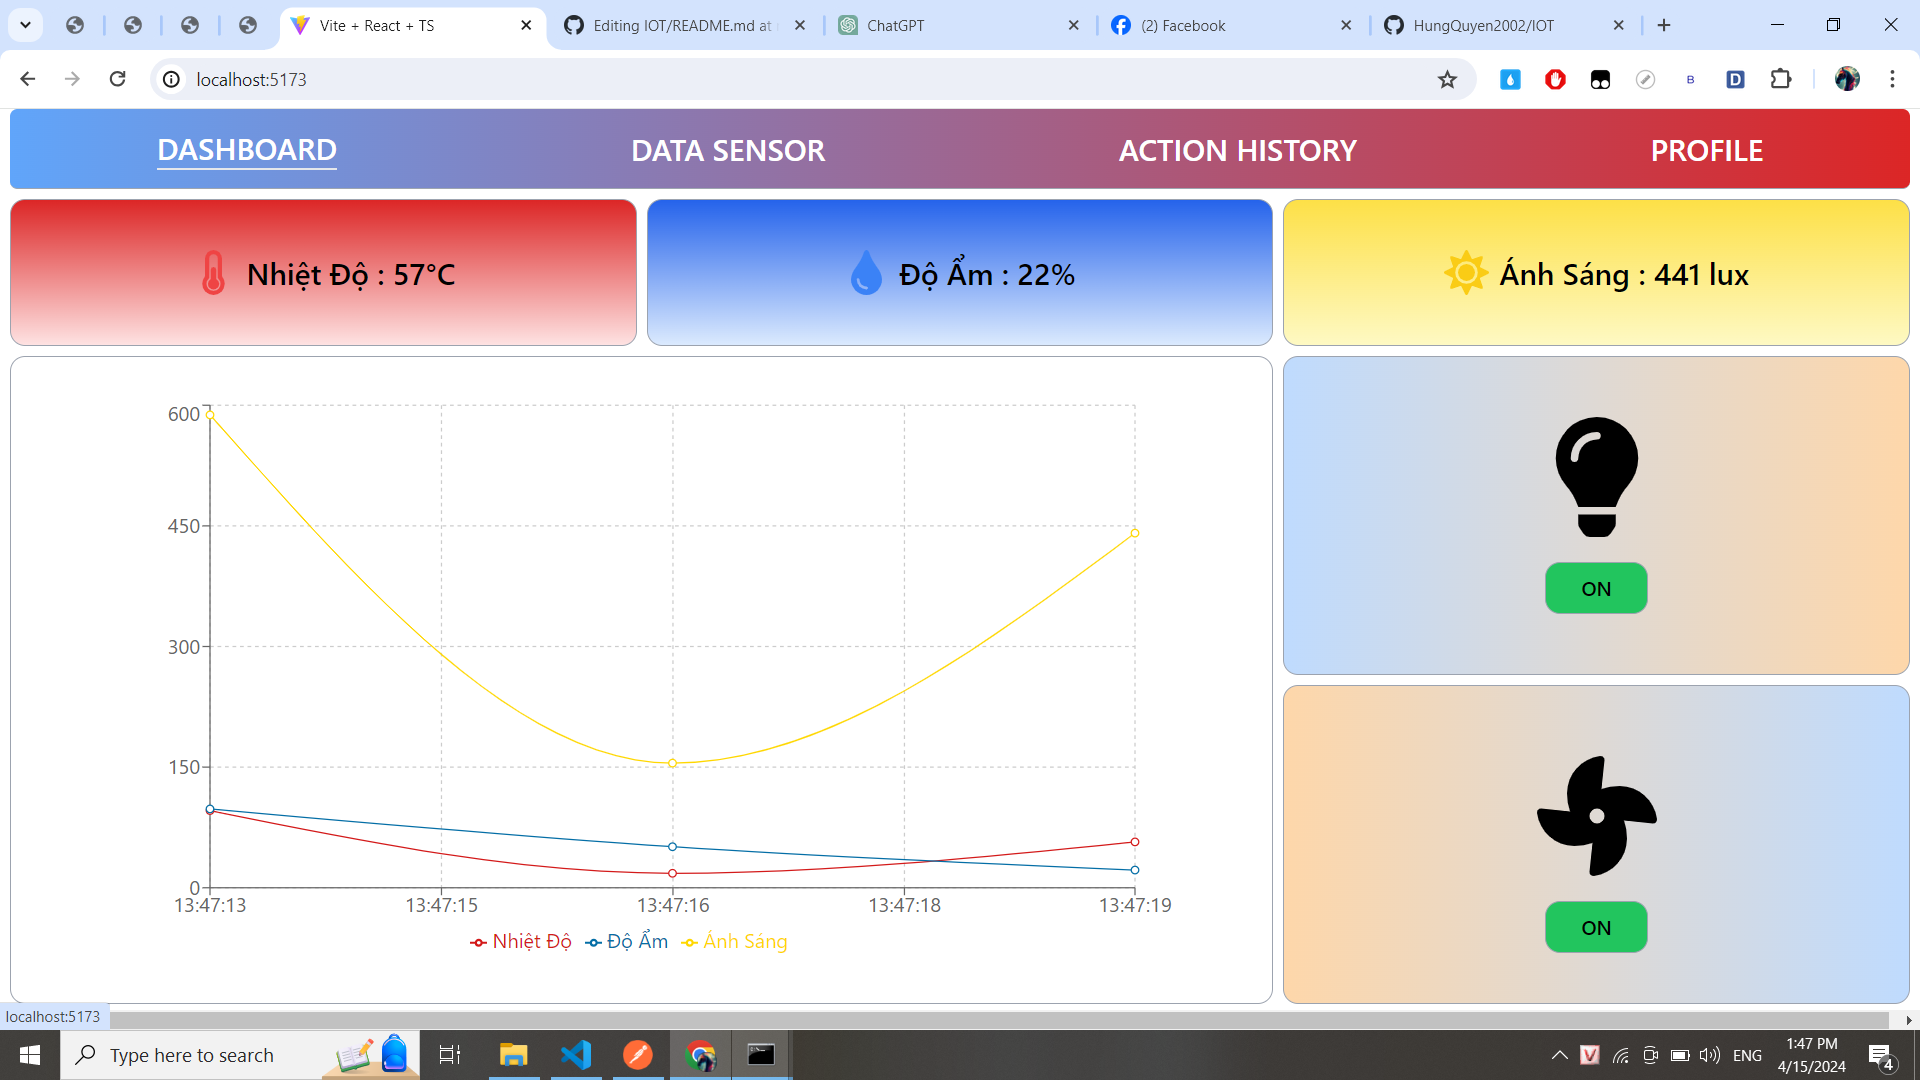 Vite + React + TS
Editing IOT/README.md at
ChatGPT
(2) Facebook
HungQuyen2002/IOT
localhost:5173
B
D
DASHBOARD
DATA SENSOR
ACTION HISTORY
PROFILE
Nhiệt Độ : 57°C
Độ Ẩm : 22%
Ánh Sáng : 441 lux
600
450
300
150
0
13:47:13
13:47:15
13:47:16
13:47:18
13:47:19
Nhiệt Độ
Độ Ẩm
Ánh Sáng
ON
ON
localhost:5173
Type here to search
V
ENG
1:47 PM
4/15/2024
4